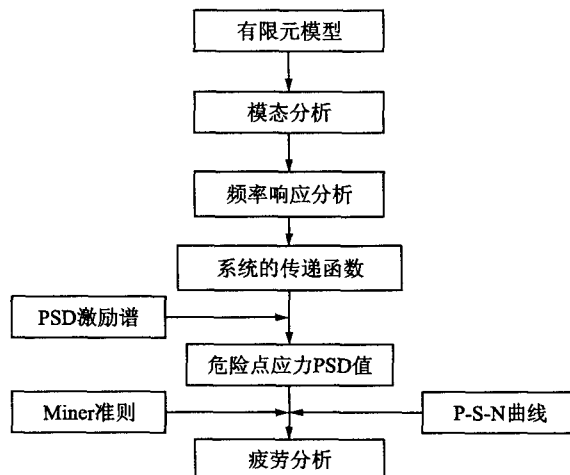 有限元模型
模态分析
频率响应分析
系统的传递函数
PSD激励谱
危险点应力PSD值
Miner准则
P-S-N曲线
疲劳分析